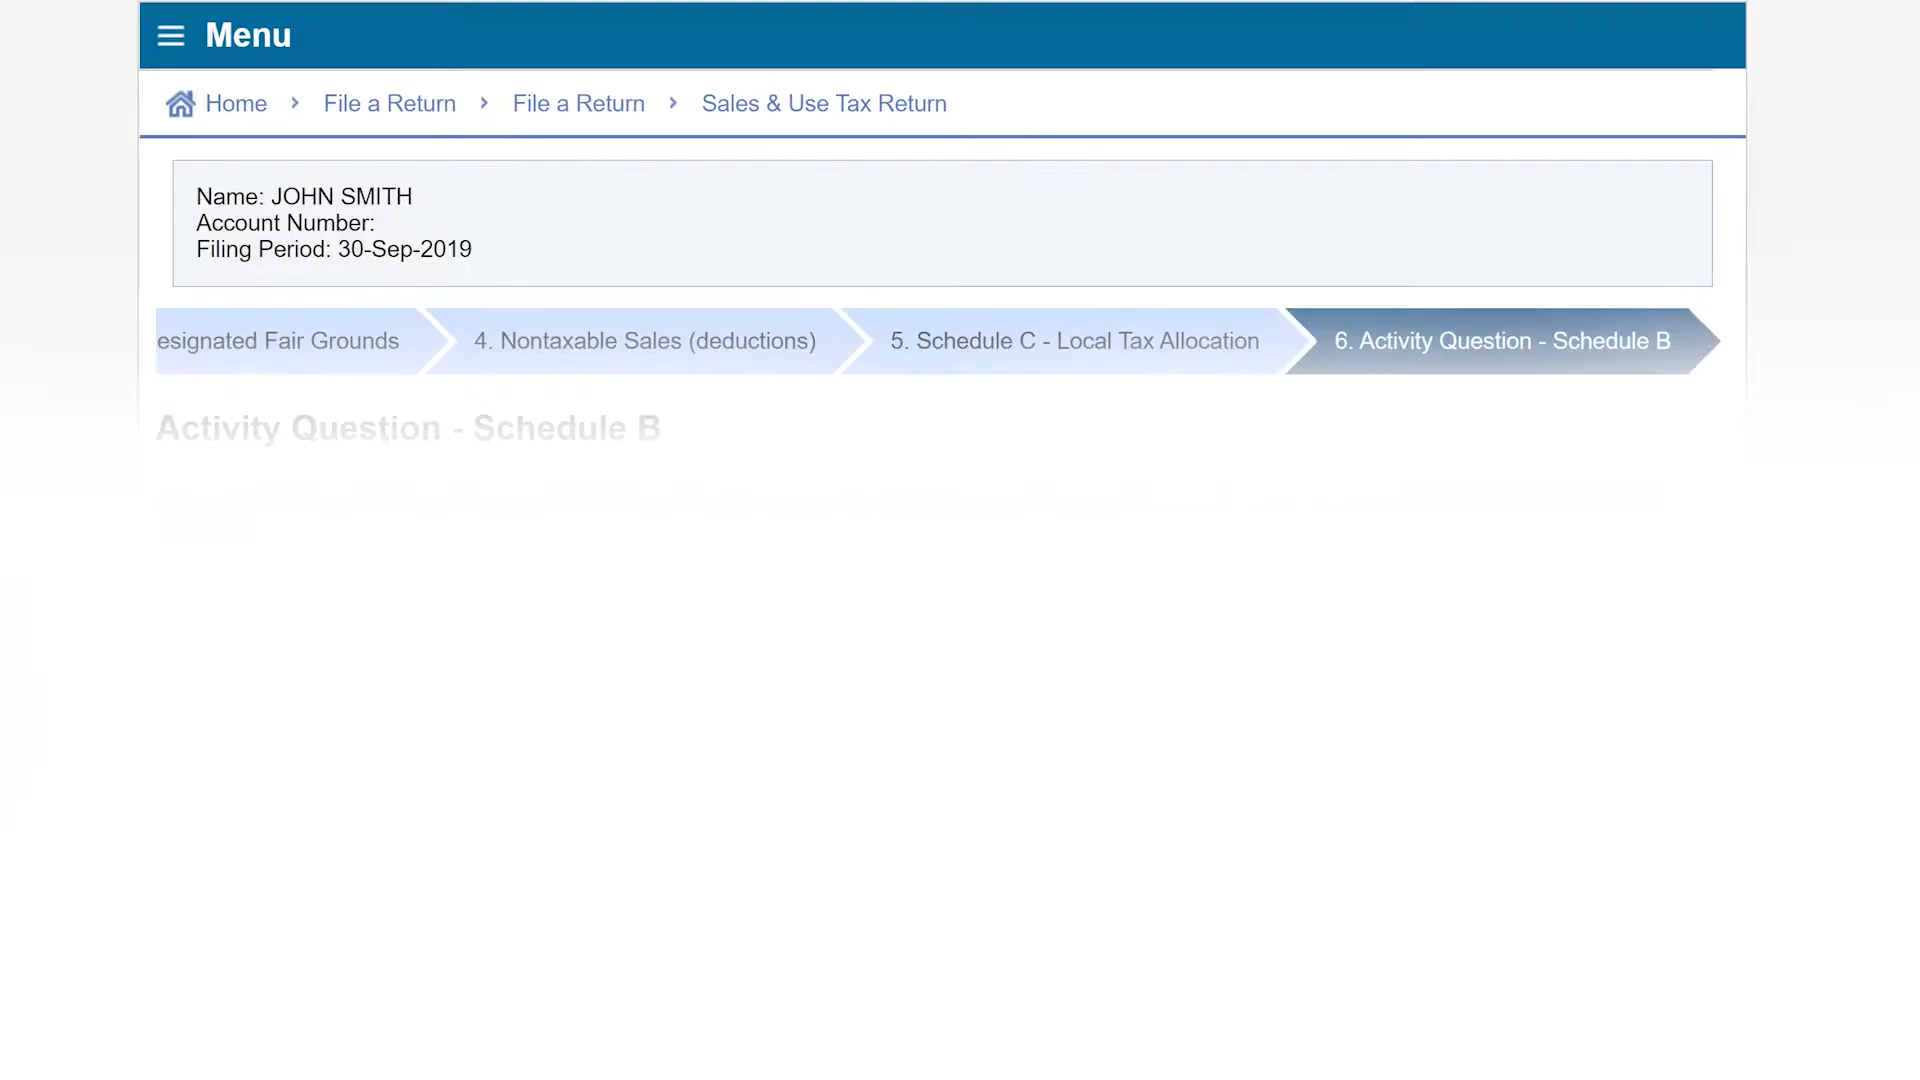 Menu
Home > File a Return > File a Return > Sales & Use Tax Return
Name: JOHN SMITH
Account Number:
Filing Period: 30-Sep-2019
esignated Fair Grounds
4. Nontaxable Sales (deductions)
5. Schedule C - Local Tax Allocation
6. Activity Question - Schedule B
Activity Question - Schedule B